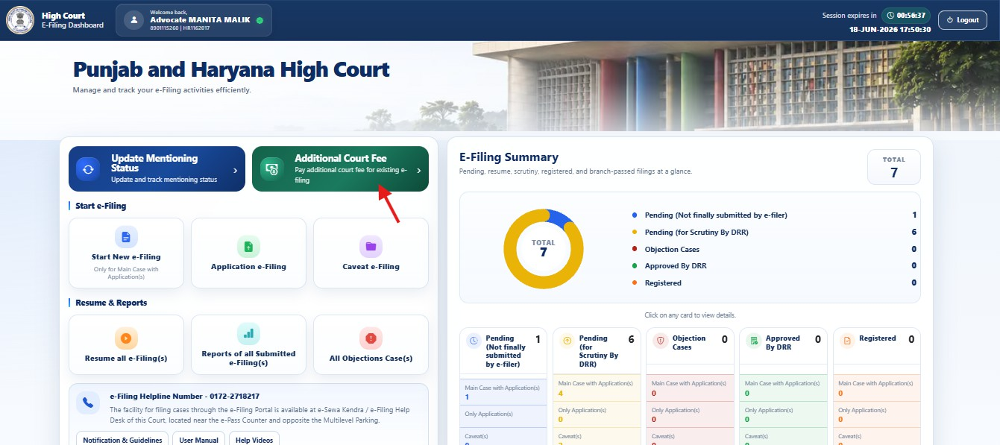 High Court
E-Filing Dashboard
Welcome back,
Advocate MANITA MALIK
8901115260 | HR1162017
Session expires in 00:56:37
18-JUN-2026 17:50:30
Logout
Punjab and Haryana High Court
Manage and track your e-Filing activities efficiently.
Update Mentioning
Status
Update and track mentioning status
Additional Court Fee
Pay additional court fee for existing e-
filing
Start e-Filing
Start New e-Filing
Only for Main Case with
Application(s)
Application e-Filing
Caveat e-Filing
Resume & Reports
Resume all e-Filing(s)
Reports of all Submitted
e-Filing(s)
All Objections Case(s)
e-Filing Helpline Number - 0172-2718217
The facility for filing cases through the e-Filing Portal is available at e-Sewa Kendra / e-Filing Help
Desk of this Court, located near the e-Pass Counter and opposite the Multilevel Parking.
Notification & Guidelines
User Manual
Help Videos
E-Filing Summary
Pending, resume, scrutiny, registered, and branch-passed filings at a glance.
TOTAL
7
TOTAL
7
Pending (Not finally submitted by e-filer) 1
Pending (for Scrutiny By DRR) 6
Objection Cases 0
Approved By DRR 0
Registered 0
Click on any card to view details.
Pending 1
(Not finally
submitted
by e-filer)
Main Case with Application(s)
1
Only Application(s)
Caveat(s)
Pending 6
(for
Scrutiny By
DRR)
Main Case with Application(s)
4
Only Application(s)
0
Caveat(s)
Objection 0
Cases
Main Case with Application(s)
0
Only Application(s)
0
Caveat(s)
Approved 0
By DRR
Main Case with Application(s)
0
Only Application(s)
0
Caveat(s)
Registered 0
Main Case with Application(s)
0
Only Application(s)
0
Caveat(s)